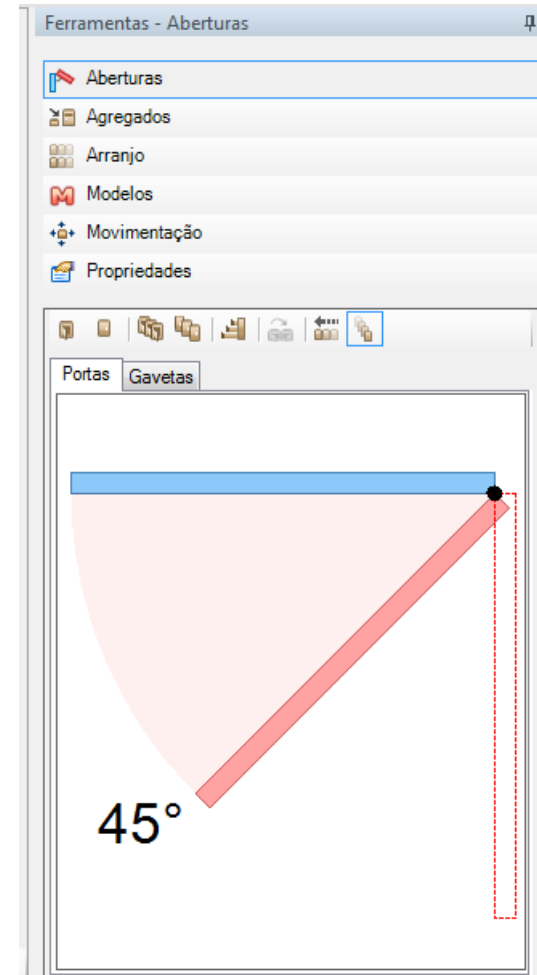 Ferramentas - Aberturas
Aberturas
Agregados
Arranjo
Modelos
Movimentação
Propriedades
Portas Gavetas
45°